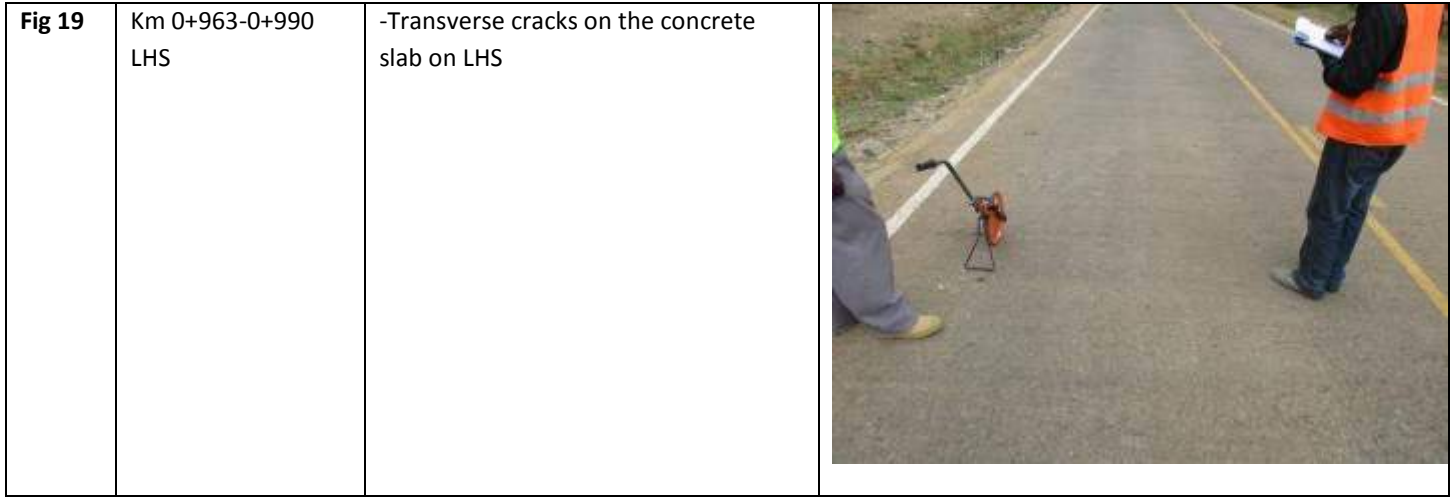 Fig 19
Km 0+963-0+990
LHS
-Transverse cracks on the concrete
slab on LHS